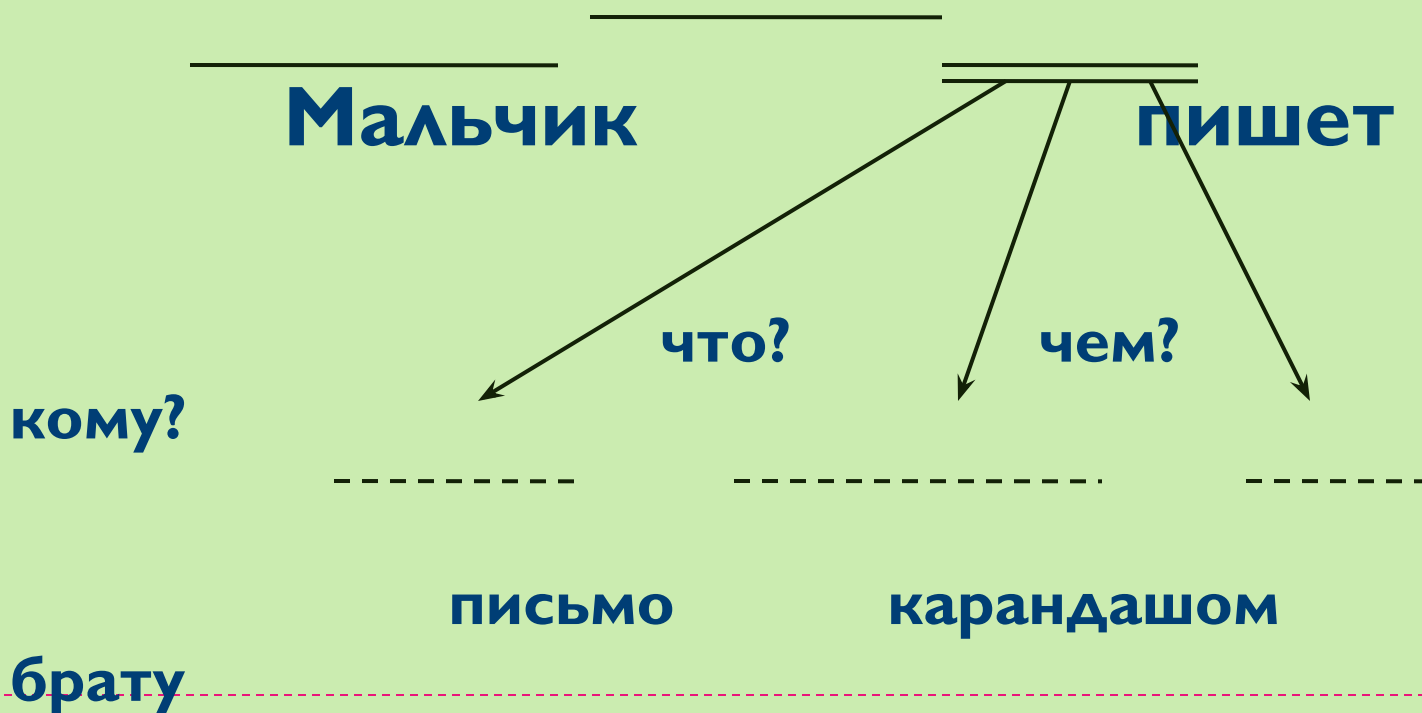 Мальчик пишет
что? чем?
кому?
письмо карандашом
брату